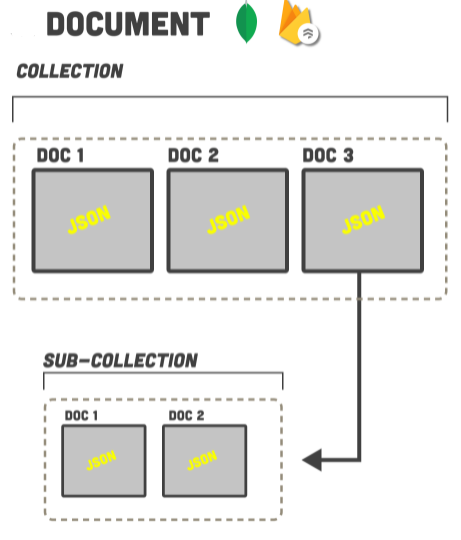 DOCUMENT
COLLECTION
DOC 1 DOC 2 DOC 3
JSON JSON JSON
SUB-COLLECTION
DOC 1 DOC 2
JSON JSON